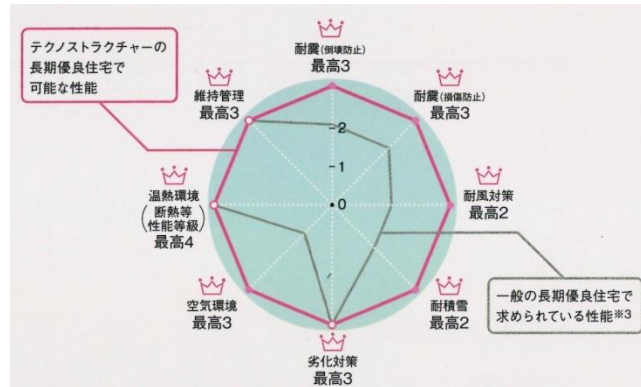 テクノストラクチャーの
長期優良住宅で
可能な性能
耐震(倒壊防止)
最高3
耐震(損傷防止)
最高3
耐風対策
最高2
耐積雪
最高2
劣化対策
最高3
空気環境
最高3
温熱環境
(断熱等
性能等級)
最高4
維持管理
最高3
2
1
0
一般の長期優良住宅で
求められている性能※3